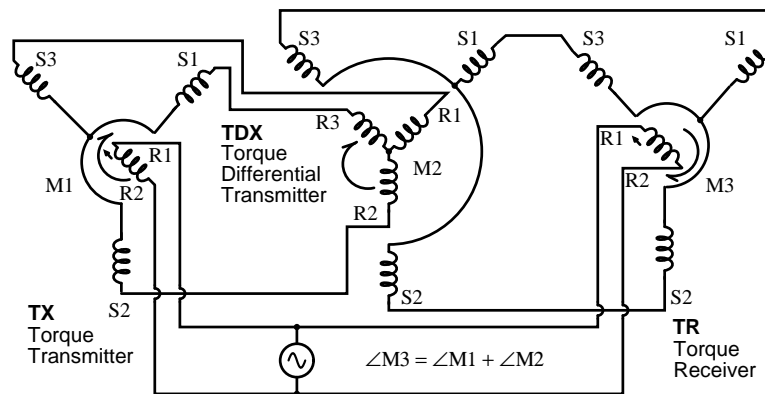 S3
S1
S3
S1
S3
S1
R3
R1
TDX
Torque
Differential
Transmitter
R1
R1
M1
R2
M2
R2
M3
R2
S2
S2
S2
TX
Torque
Transmitter
∠M3 = ∠M1 + ∠M2
TR
Torque
Receiver